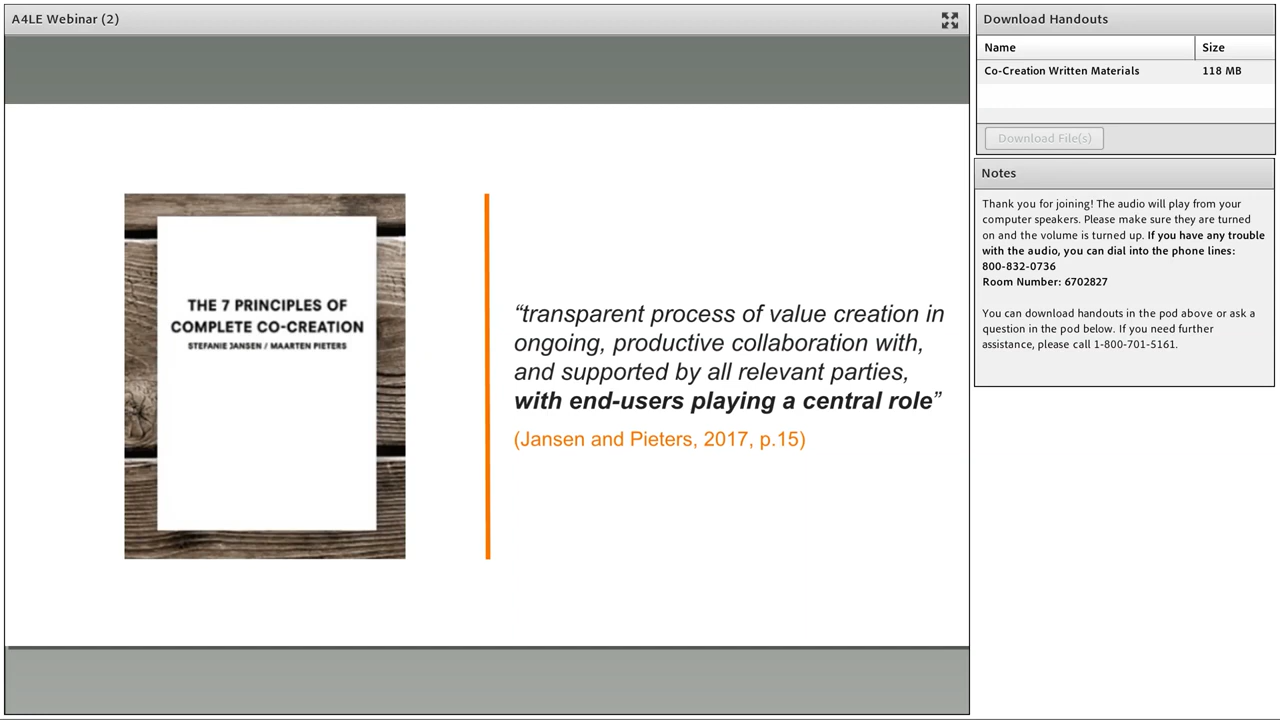 A4LE Webinar (2)
THE 7 PRINCIPLES OF
COMPLETE CO-CREATION
STEFANIE JANSEN / MAARTEN PIETERS
“transparent process of value creation in
ongoing, productive collaboration with,
and supported by all relevant parties,
with end-users playing a central role”
(Jansen and Pieters, 2017, p.15)
Download Handouts
Name Size
Co-Creation Written Materials 118 MB
Download File(s)
Notes
Thank you for joining! The audio will play from your
computer speakers. Please make sure they are turned
on and the volume is turned up. If you have any trouble
with the audio, you can dial into the phone lines:
800-832-0736
Room Number: 6702827
You can download handouts in the pod above or ask a
question in the pod below. If you need further
assistance, please call 1-800-701-5161.